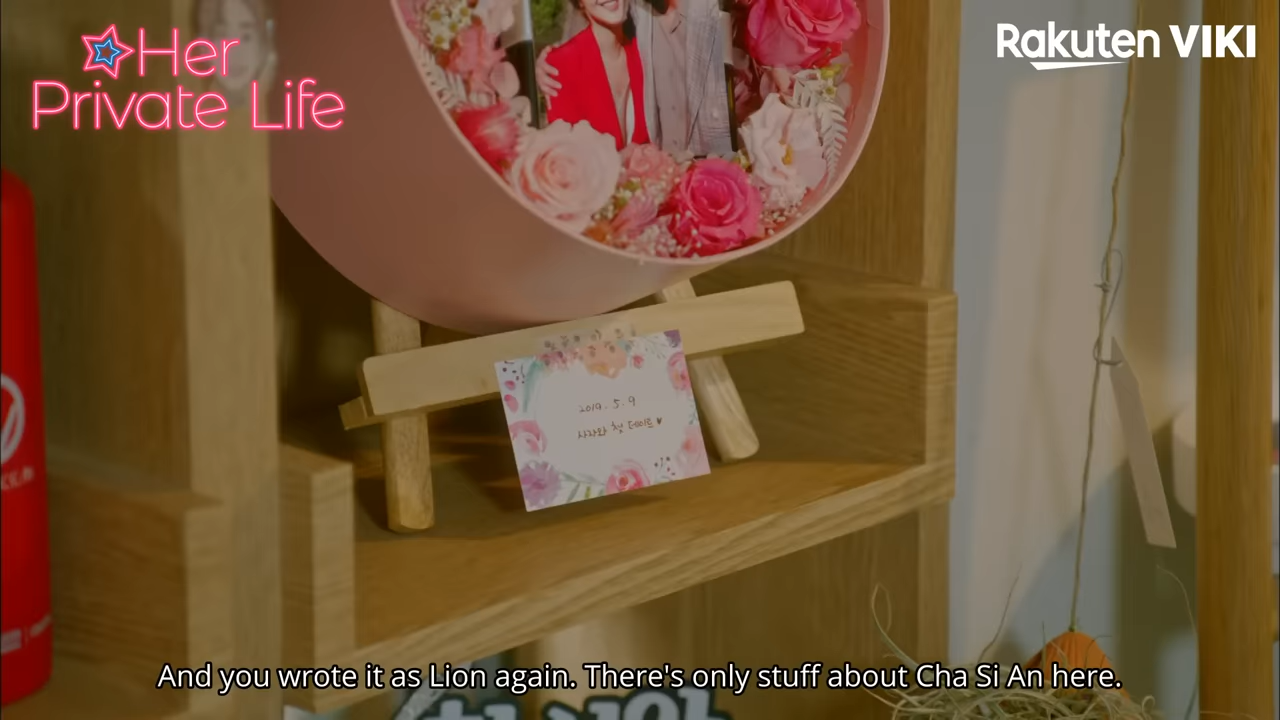 Her
Private Life
Rakuten VIKI
2019. 5. 9
사자와 첫 데이트♥
And you wrote it as Lion again. There's only stuff about Cha Si An here.